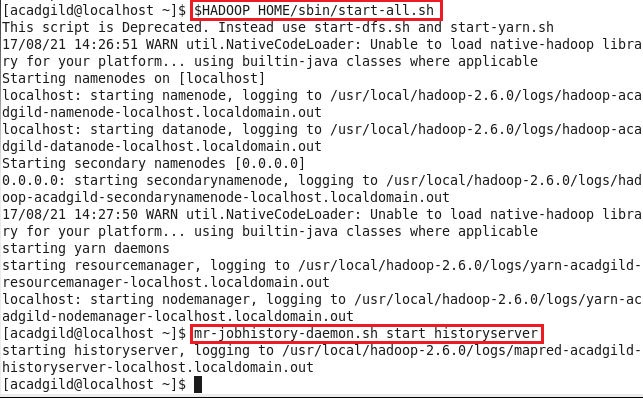 [acadgild@localhost ~]$ $HADOOP HOME/sbin/start-all.sh
This script is Deprecated. Instead use start-dfs.sh and start-yarn.sh
17/08/21 14:26:51 WARN util.NativeCodeLoader: Unable to load native-hadoop libra
ry for your platform... using builtin-java classes where applicable
Starting namenodes on [localhost]
localhost: starting namenode, logging to /usr/local/hadoop-2.6.0/logs/hadoop-aca
dgild-namenode-localhost.localdomain.out
localhost: starting datanode, logging to /usr/local/hadoop-2.6.0/logs/hadoop-aca
dgild-datanode-localhost.localdomain.out
Starting secondary namenodes [0.0.0.0]
0.0.0.0: starting secondarynamenode, logging to /usr/local/hadoop-2.6.0/logs/had
oop-acadgild-secondarynamenode-localhost.localdomain.out
17/08/21 14:27:50 WARN util.NativeCodeLoader: Unable to load native-hadoop libra
ry for your platform... using builtin-java classes where applicable
starting yarn daemons
starting resourcemanager, logging to /usr/local/hadoop-2.6.0/logs/yarn-acadgild-
resourcemanager-localhost.localdomain.out
localhost: starting nodemanager, logging to /usr/local/hadoop-2.6.0/logs/yarn-ac
adgild-nodemanager-localhost.localdomain.out
[acadgild@localhost ~]$ mr-jobhistory-daemon.sh start historyserver
starting historyserver, logging to /usr/local/hadoop-2.6.0/logs/mapred-acadgild-
historyserver-localhost.localdomain.out
[acadgild@localhost ~]$